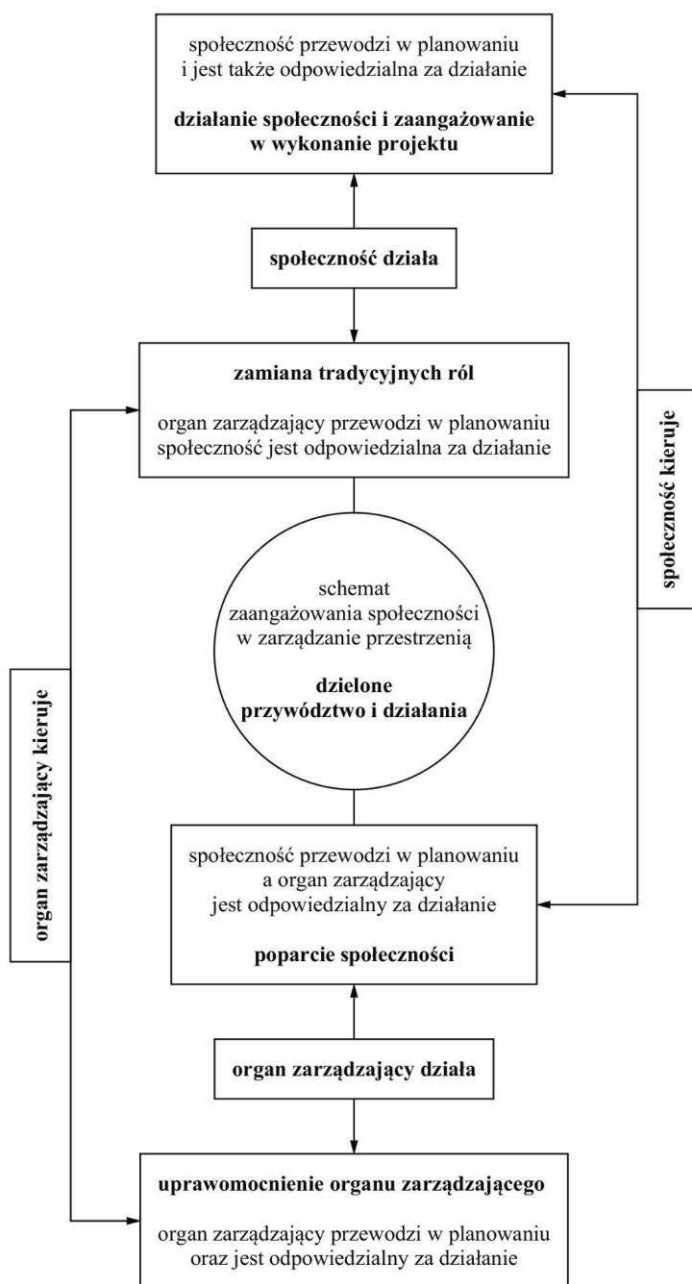 społeczność przewodzi w planowaniu
i jest także odpowiedzialna za działanie
działanie społeczności i zaangażowanie
w wykonanie projektu
społeczność działa
zamiana tradycyjnych ról
organ zarządzający przewodzi w planowaniu
społeczność jest odpowiedzialna za działanie
społeczność kieruje
schemat
zaangażowania społeczności
w zarządzanie przestrzenią
dzielone
przywództwo i działania
organ zarządzający kieruje
społeczność przewodzi w planowaniu
a organ zarządzający
jest odpowiedzialny za działanie
poparcie społeczności
organ zarządzający działa
uprawomocnienie organu zarządzającego
organ zarządzający przewodzi w planowaniu
oraz jest odpowiedzialny za działanie